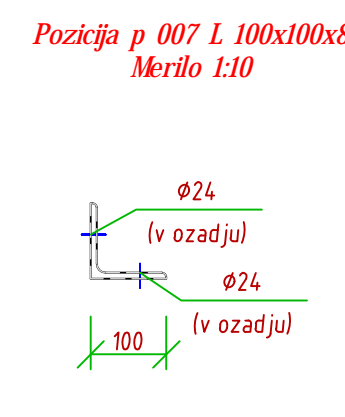 Pozicija p 007 L 100x100x8
Merilo 1:10
Ø24
(v ozadju)
Ø24
(v ozadju)
100